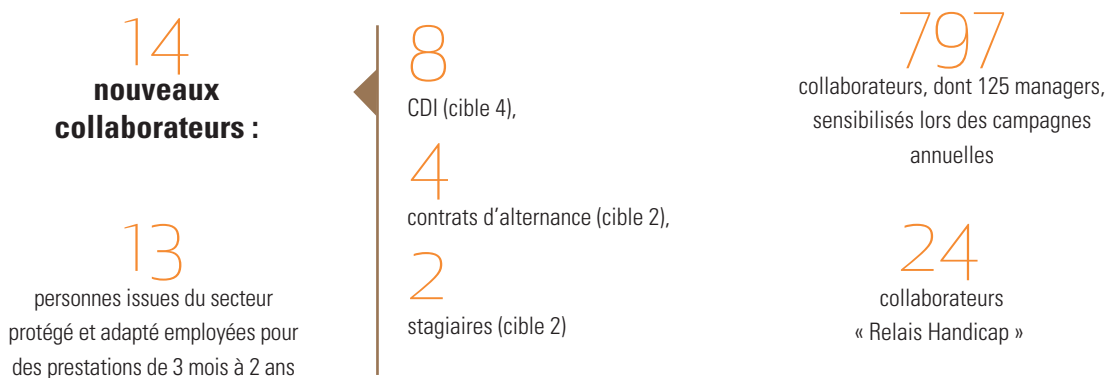 14
nouveaux
collaborateurs :
8
CDI (cible 4),
4
contrats d’alternance (cible 2),
2
stagiaires (cible 2)
13
personnes issues du secteur
protégé et adapté employées pour
des prestations de 3 mois à 2 ans
797
collaborateurs, dont 125 managers,
sensibilisés lors des campagnes
annuelles
24
collaborateurs
« Relais Handicap »